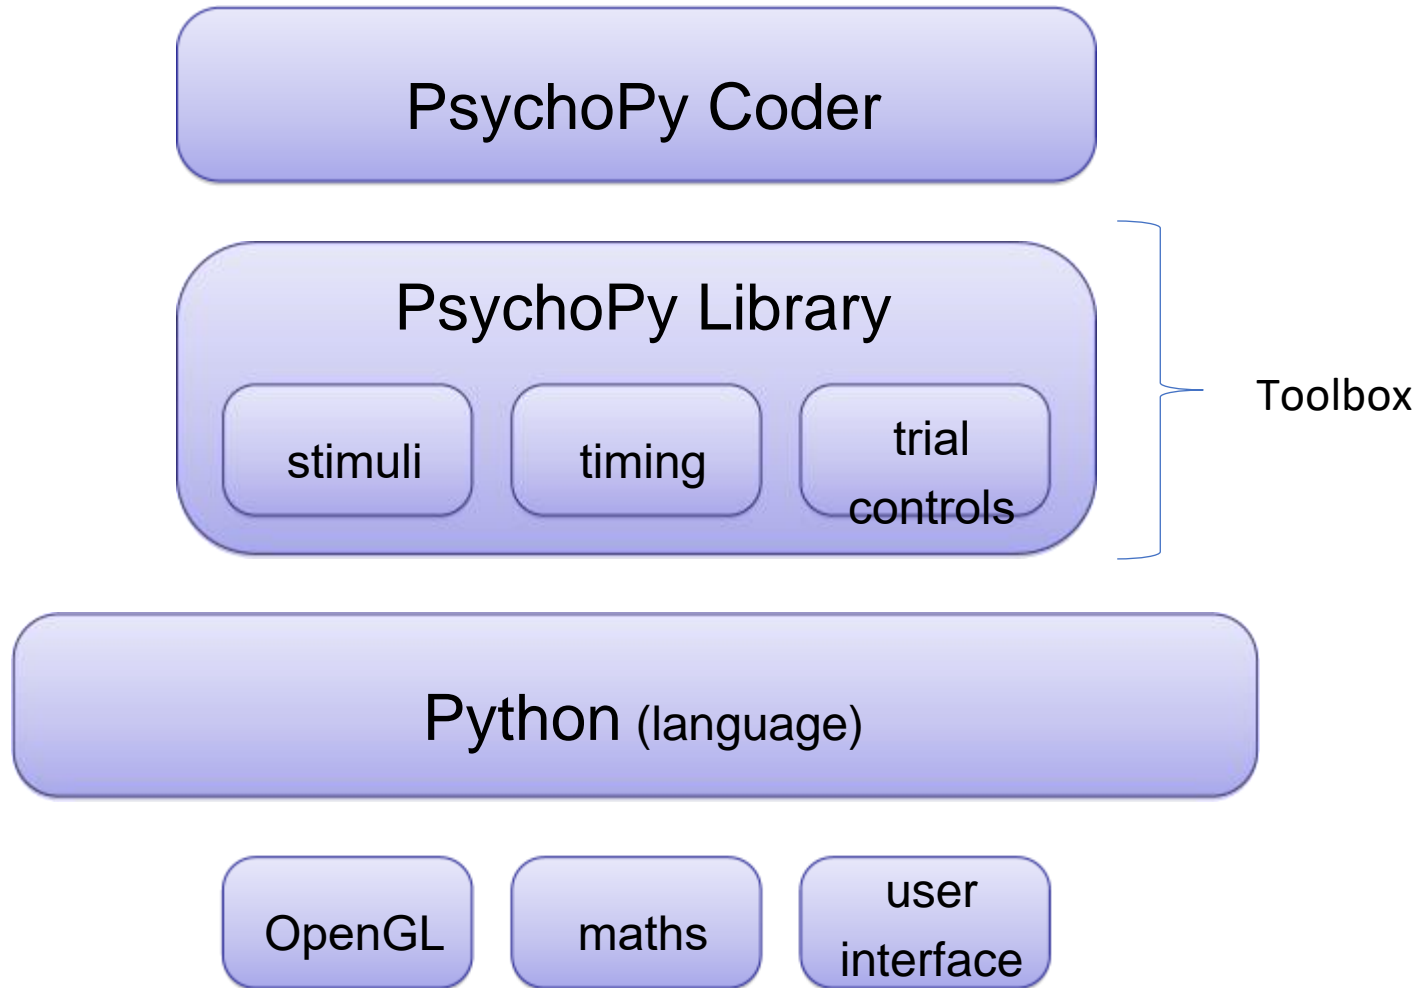 PsychoPy Coder
PsychoPy Library
stimuli
timing
trial
controls
Toolbox
Python (language)
OpenGL
maths
user
interface